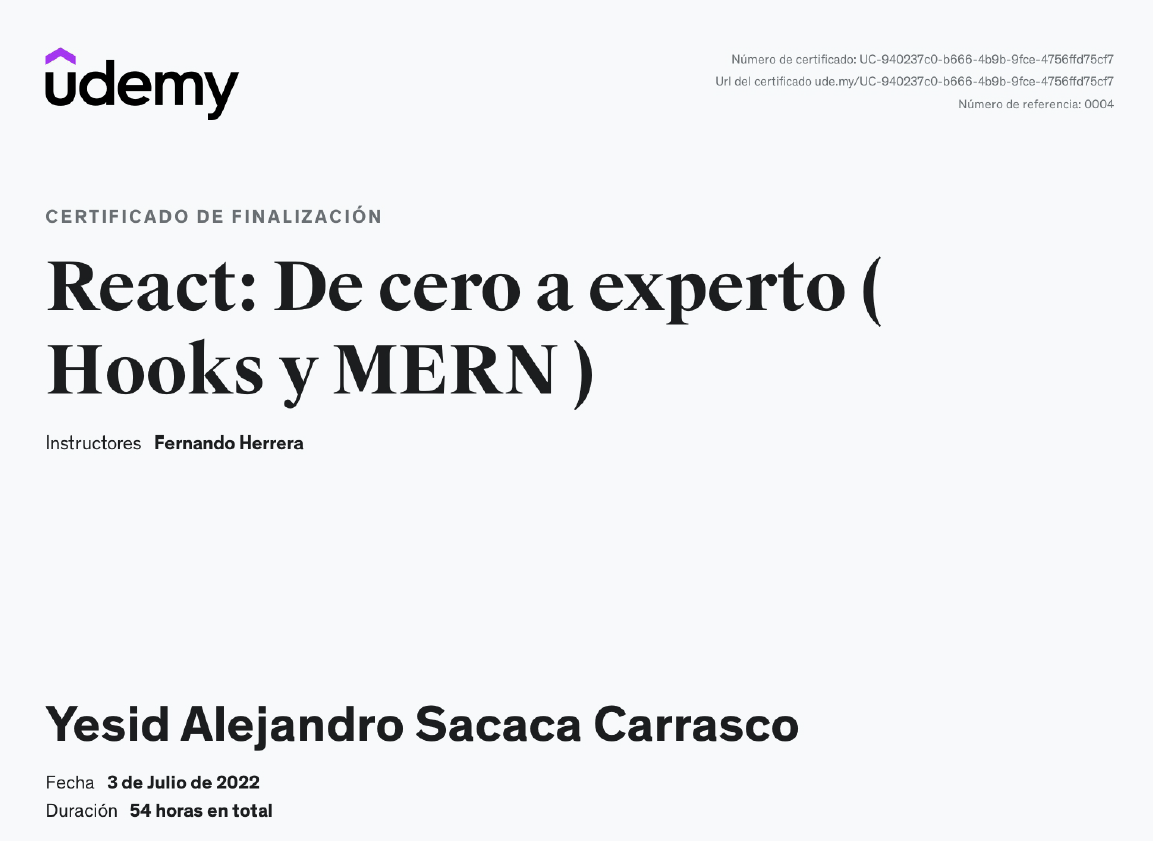 udemy
Número de certificado: UC-940237c0-b666-4b9b-9fce-4756ffd75cf7
Url del certificado ude.my/UC-940237c0-b666-4b9b-9fce-4756ffd75cf7
Número de referencia: 0004
CERTIFICADO DE FINALIZACIÓN
React: De cero a experto (
Hooks y MERN )
Instructores Fernando Herrera
Yesid Alejandro Sacaca Carrasco
Fecha 3 de Julio de 2022
Duración 54 horas en total